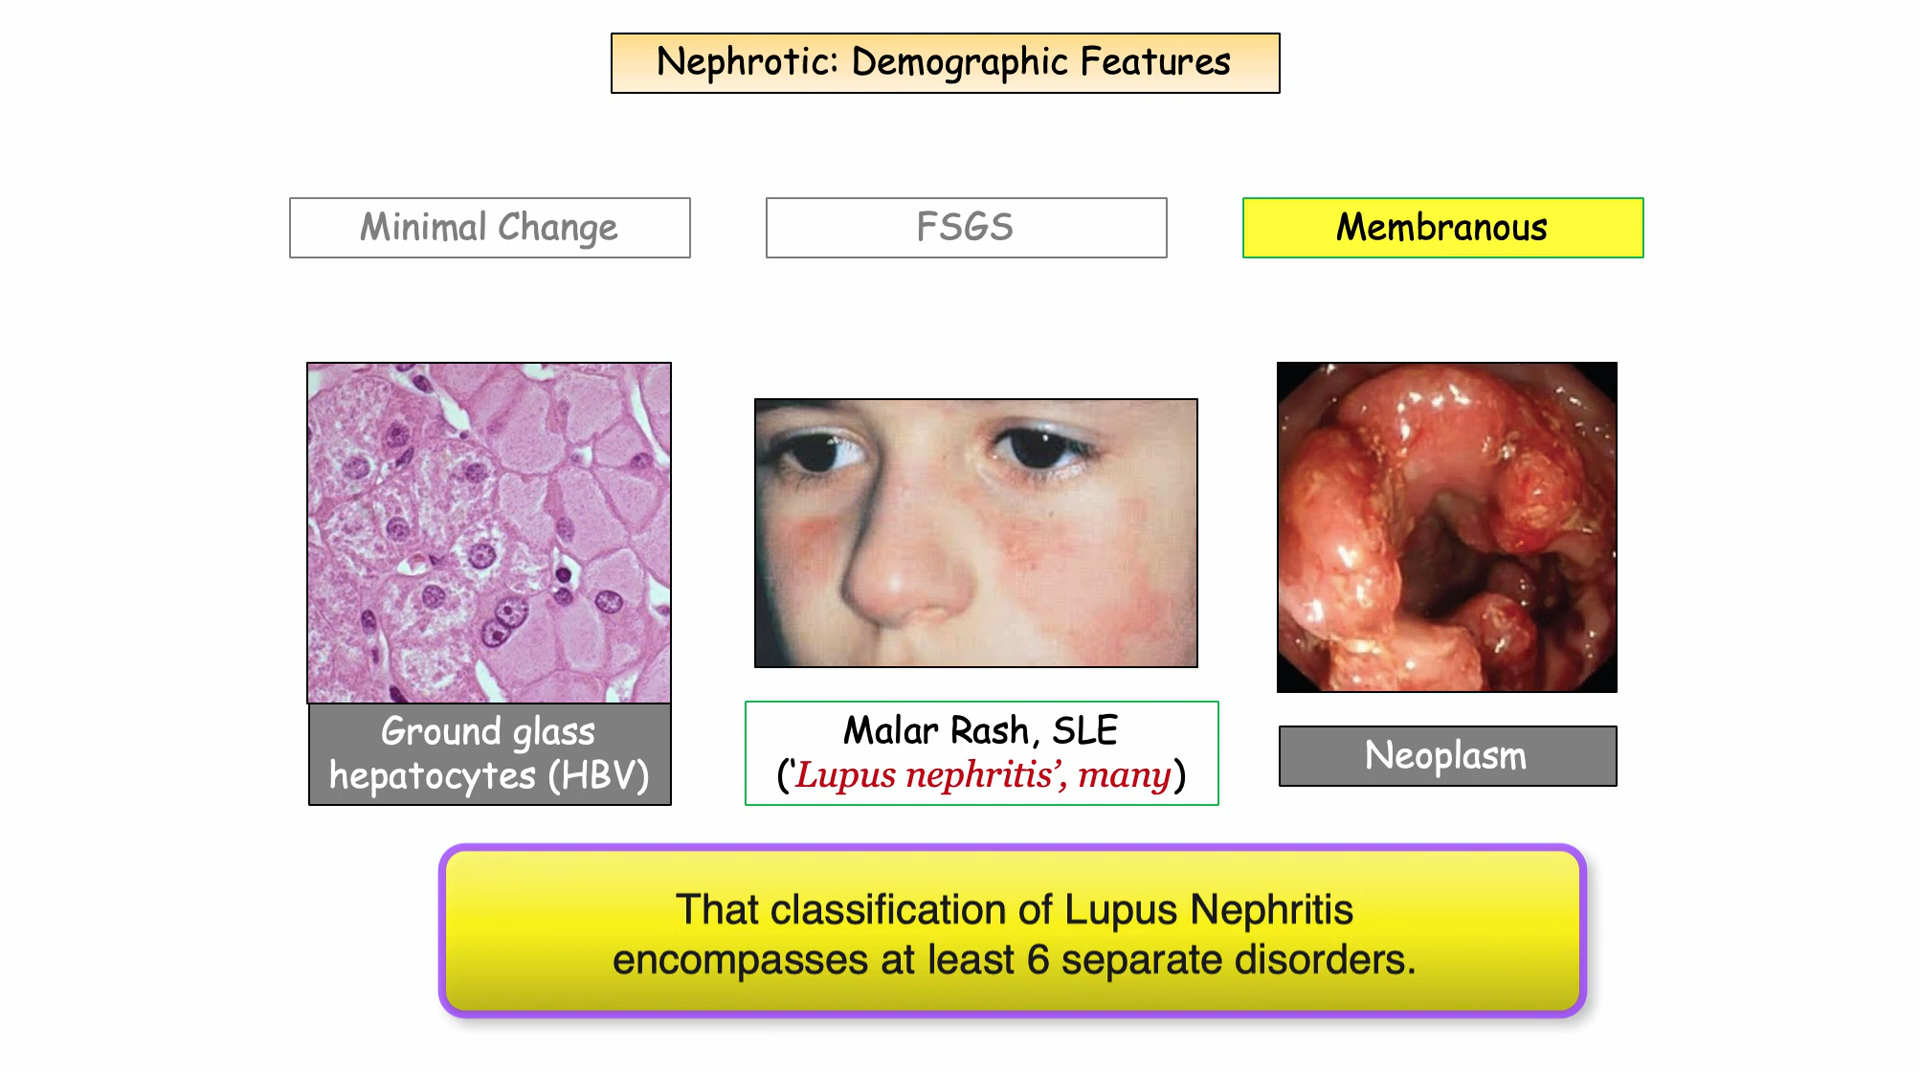 Nephrotic: Demographic Features
Minimal Change
FSGS
Membranous
Ground glass
hepatocytes (HBV)
Malar Rash, SLE
(‘Lupus nephritis’, many)
Neoplasm
That classification of Lupus Nephritis
encompasses at least 6 separate disorders.